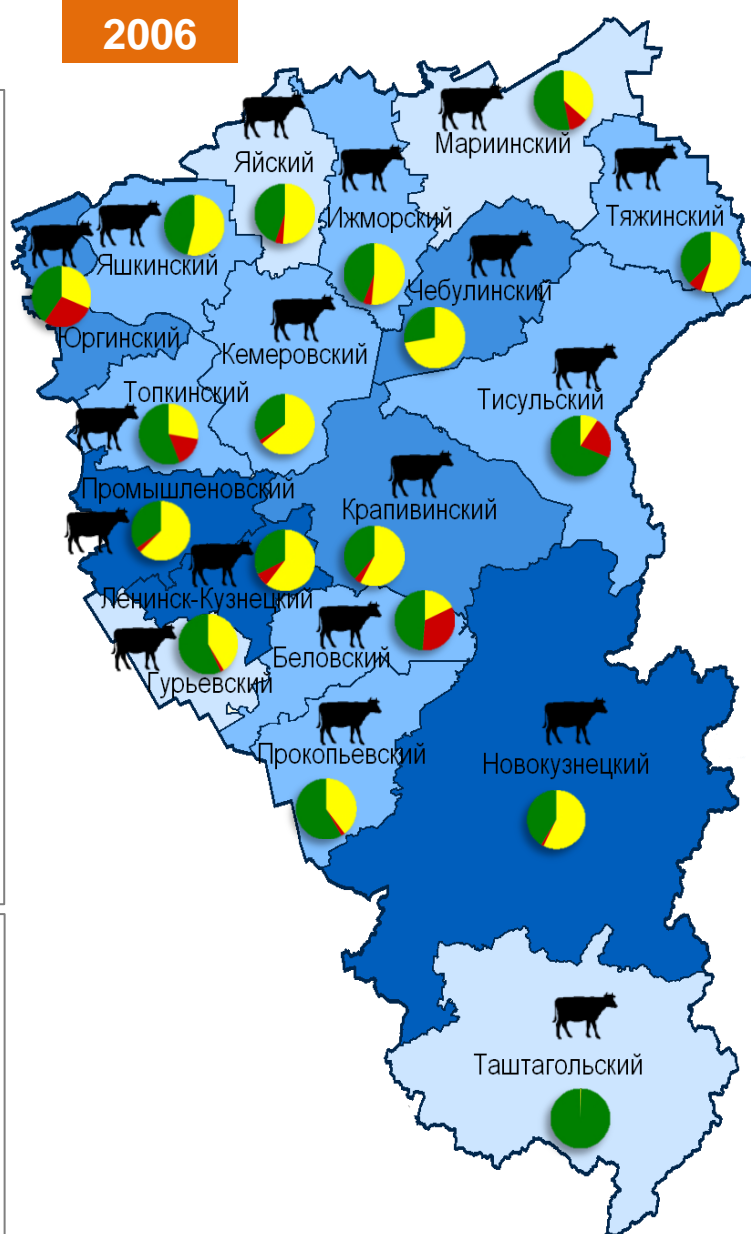 2006
Мариинский
Яйский
Ижморский
Тяжинский
Яшкинский
Чебулинский
Юргинский
Кемеровский
Топкинский
Тисульский
Промышленовский
Крапивинский
Ленинск-Кузнецкий
Беловский
Гурьевский
Прокопьевский
Новокузнецкий
Таштагольский